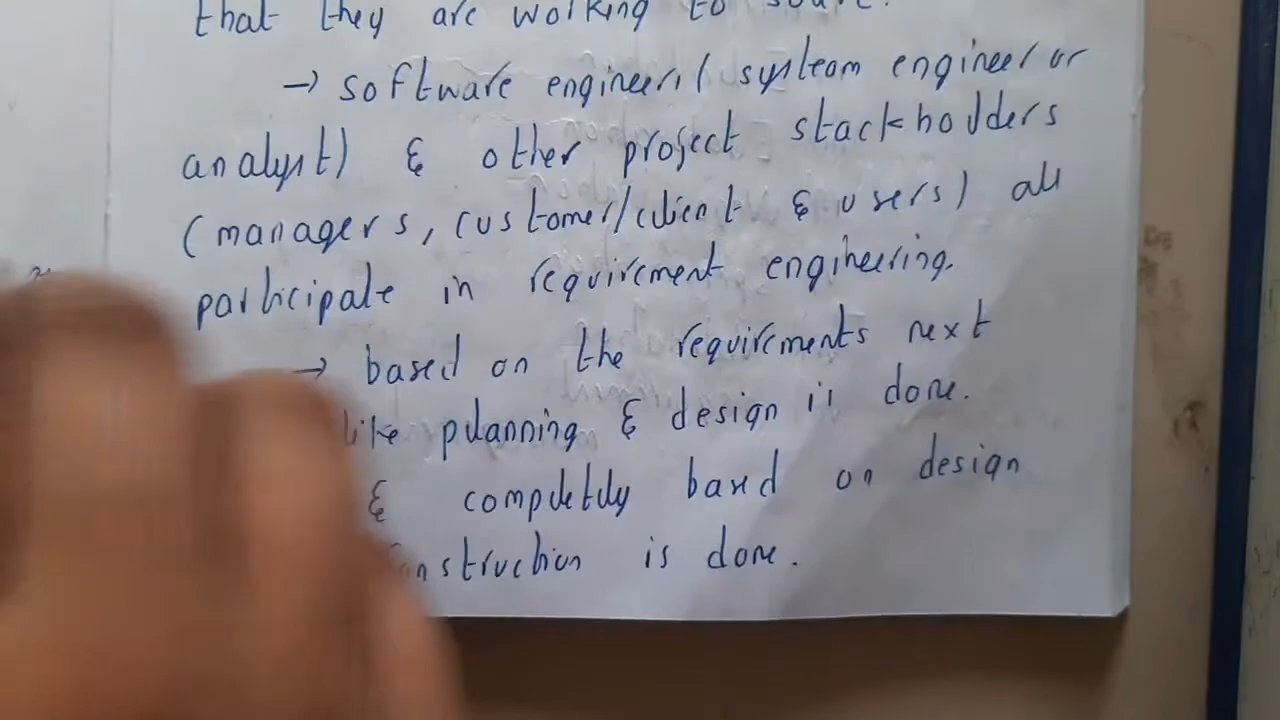 that they are working to solve.
→ software engineers ( system engineer or
analyst) & other project stackholders
(managers, customer/client & users) all
participate in requirement engineering.
→ based on the requirements next
like planning & design is done.
& completely based on design
construction is done.